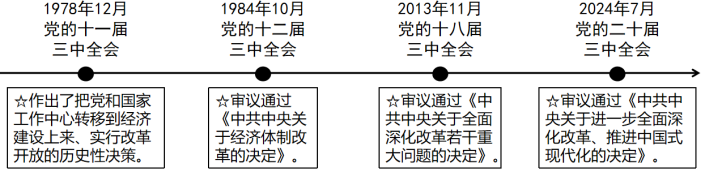 1978年12月
党的十一届
三中全会
1984年10月
党的十二届
三中全会
2013年11月
党的十八届
三中全会
2024年7月
党的二十届
三中全会
☆作出了把党和国家
工作中心转移到经济
建设上来、实行改革
开放的历史性决策。
☆审议通过
《中共中央关
于经济体制改
革的决定》。
☆审议通过《中
共中央关于全面
深化改革若干重
大问题的决定》。
☆审议通过《中共中
央关于进一步全面深
化改革、推进中国式
现代化的决定》。